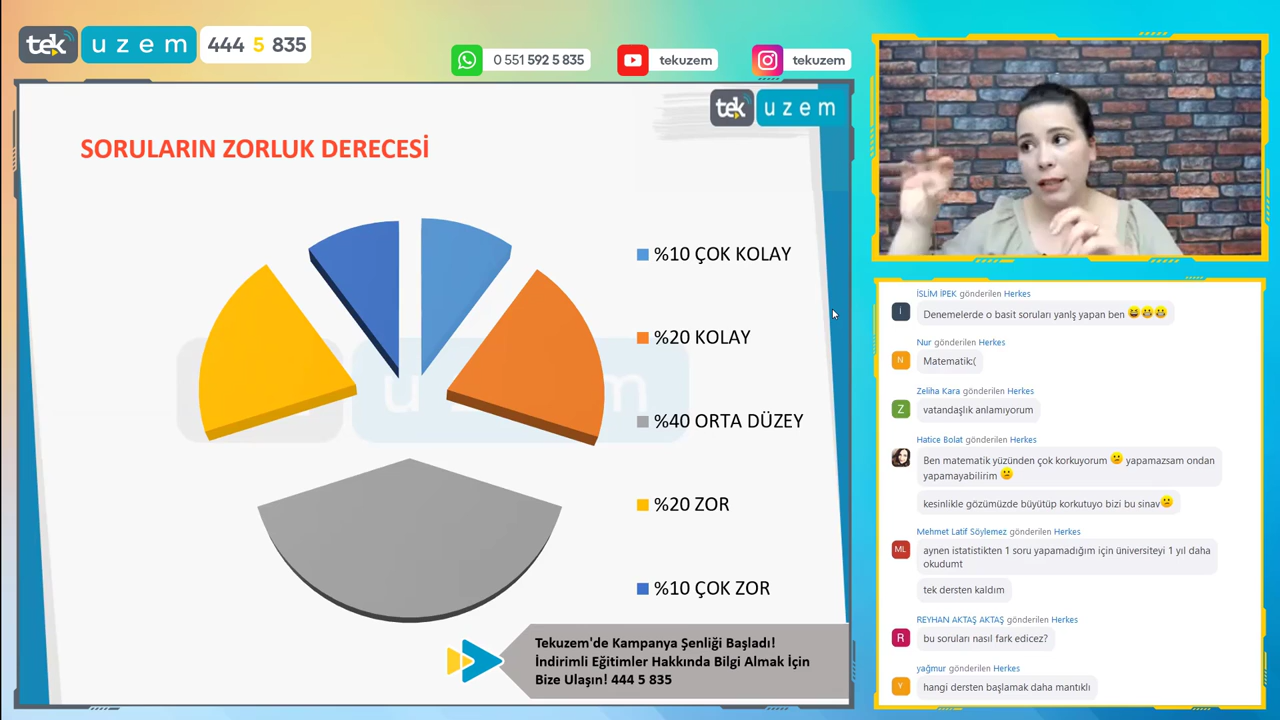 tek uzem 444 5 835
0 551 592 5 835
tekuzem
tekuzem
tek uzem
SORULARIN ZORLUK DERECESİ
%10 ÇOK KOLAY
%20 KOLAY
%40 ORTA DÜZEY
%20 ZOR
%10 ÇOK ZOR
uzem
Tekuzem'de Kampanya Şenliği Başladı!
İndirimli Eğitimler Hakkında Bilgi Almak İçin
Bize Ulaşın! 444 5 835
İSLİM İPEK gönderilen Herkes
İ
Denemelerde o basit soruları yanlş yapan ben
Nur gönderilen Herkes
N
Matematik:(
Zeliha Kara gönderilen Herkes
Z
vatandaşlık anlamıyorum
Hatice Bolat gönderilen Herkes
Ben matematik yüzünden çok korkuyorum yapamazsam ondan
yapamayabilirim
kesinlikle gözümüzde büyütüp korkutuyo bizi bu sınav
Mehmet Latif Söylemez gönderilen Herkes
ML
aynen istatistikten 1 soru yapamadığım için üniversiteyi 1 yıl daha
okudumt
tek dersten kaldım
REYHAN AKTAŞ AKTAŞ gönderilen Herkes
R
bu soruları nasıl fark edicez?
yağmur gönderilen Herkes
Y
hangi dersten başlamak daha mantıklı